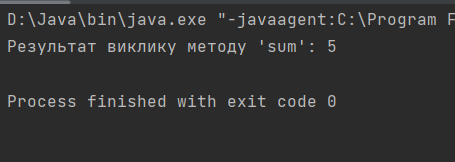 D:\Java\bin\java.exe "-javaagent:C:\Program F
Результат виклику методу 'sum': 5
Process finished with exit code 0